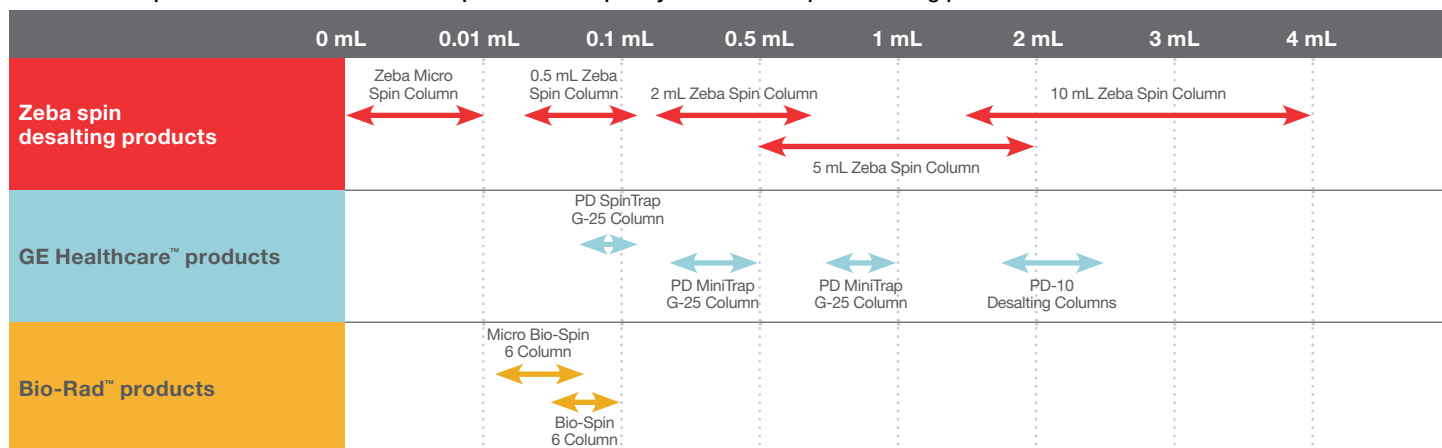 0 mL 0.01 mL 0.1 mL 0.5 mL 1 mL 2 mL 3 mL 4 mL
Zeba spin
desalting products
Zeba Micro
Spin Column
0.5 mL Zeba
Spin Column
2 mL Zeba Spin Column
10 mL Zeba Spin Column
5 mL Zeba Spin Column
GE Healthcare™ products
PD SpinTrap
G-25 Column
PD MiniTrap
G-25 Column
PD MiniTrap
G-25 Column
PD-10
Desalting Columns
Bio-Rad™ products
Micro Bio-Spin
6 Column
Bio-Spin
6 Column